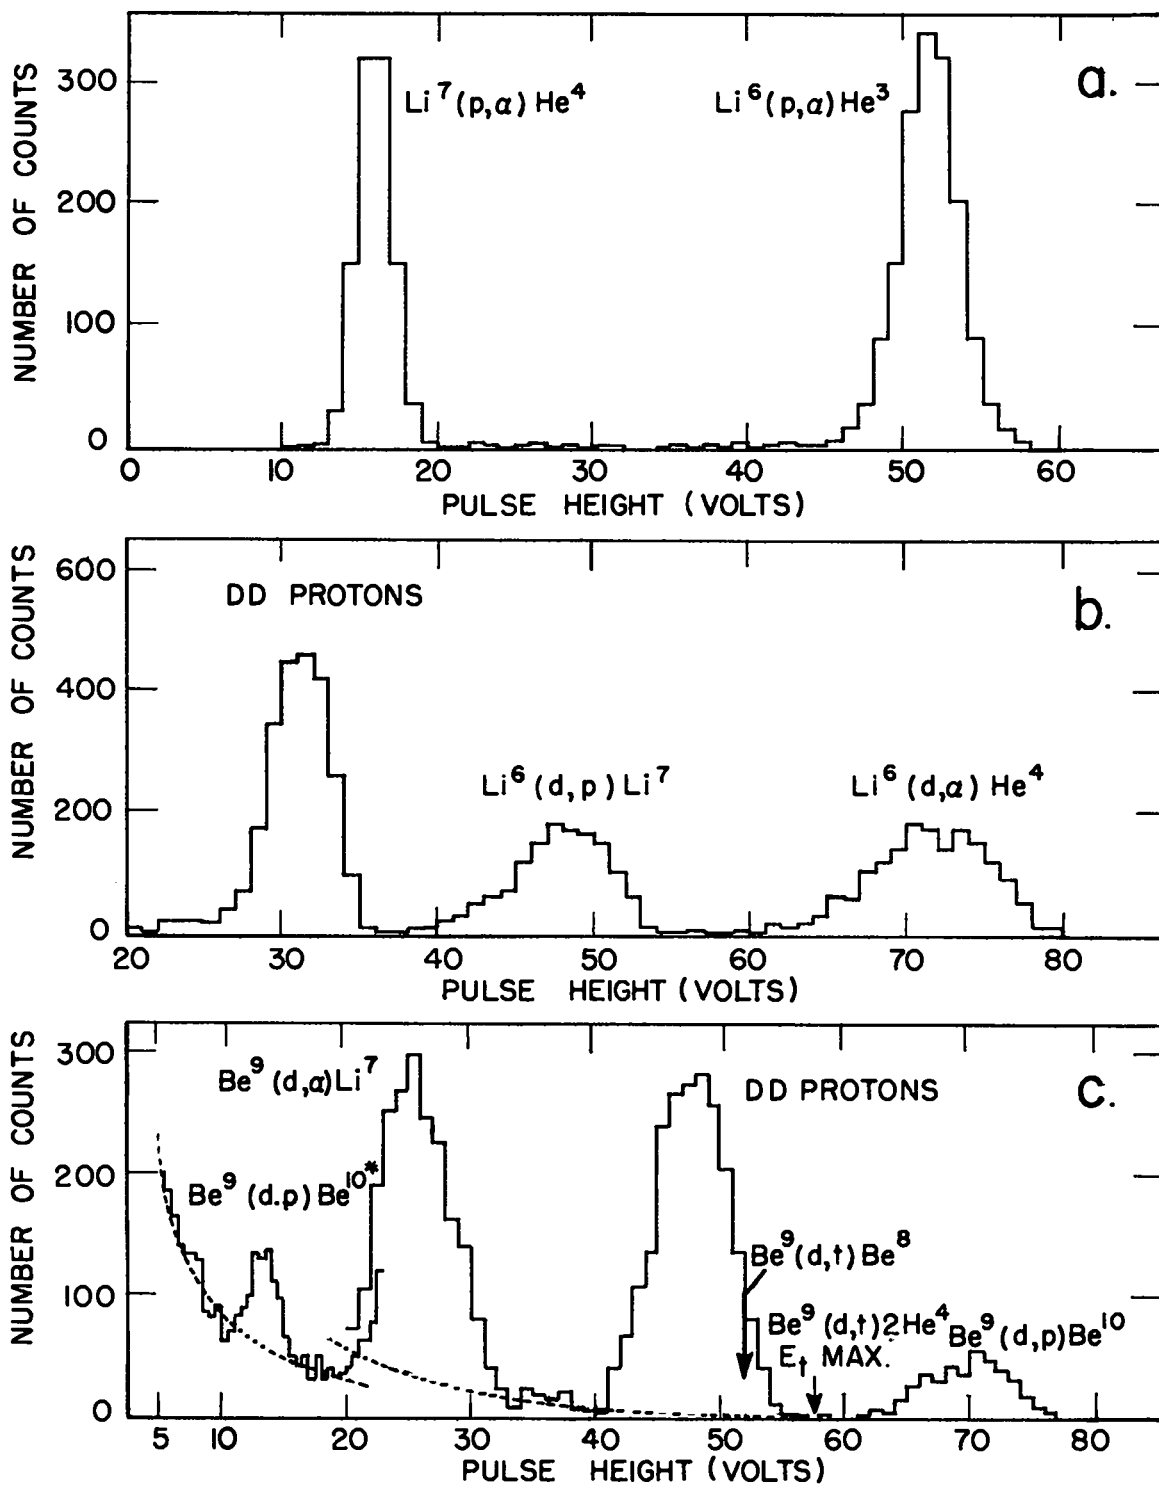 NUMBER OF COUNTS
300
200
100
0
Li⁷(p,α)He⁴
Li⁶(p,α)He³
a.
0 10 20 30 40 50 60
PULSE HEIGHT (VOLTS)
NUMBER OF COUNTS
600
400
200
0
DD PROTONS
Li⁶(d,p)Li⁷
Li⁶(d,α)He⁴
b.
20 30 40 50 60 70 80
PULSE HEIGHT (VOLTS)
NUMBER OF COUNTS
300
200
100
0
Be⁹(d,α)Li⁷
Be⁹(d.p)Be¹⁰*
DD PROTONS
c.
Be⁹(d,t)Be⁸
Be⁹(d,t)2He⁴
Eₜ MAX.
Be⁹(d,p)Be¹⁰
5 10 20 30 40 50 60 70 80
PULSE HEIGHT (VOLTS)